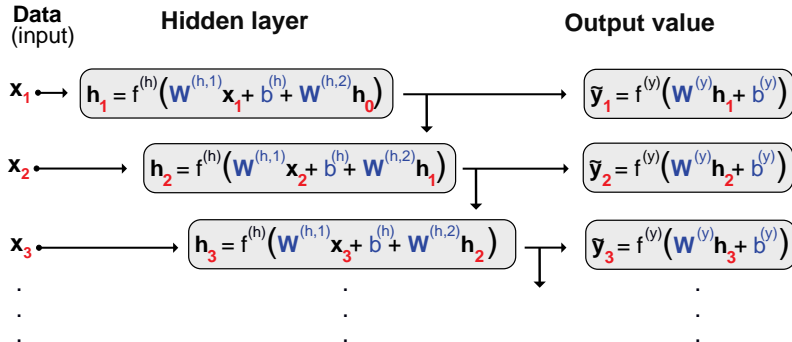 Data Hidden layer Output value
(input)
x₁ h₁ = f⁽ʰ⁾(W⁽ʰ,¹⁾x₁+ b⁽ʰ⁾+ W⁽ʰ,²⁾h₀) ỹ₁ = f⁽ʸ⁾(W⁽ʸ⁾h₁+ b⁽ʸ⁾)
x₂ h₂ = f⁽ʰ⁾(W⁽ʰ,¹⁾x₂+ b⁽ʰ⁾+ W⁽ʰ,²⁾h₁) ỹ₂ = f⁽ʸ⁾(W⁽ʸ⁾h₂+ b⁽ʸ⁾)
x₃ h₃ = f⁽ʰ⁾(W⁽ʰ,¹⁾x₃+ b⁽ʰ⁾+ W⁽ʰ,²⁾h₂) ỹ₃ = f⁽ʸ⁾(W⁽ʸ⁾h₃+ b⁽ʸ⁾)
. . .
. . .
. . .